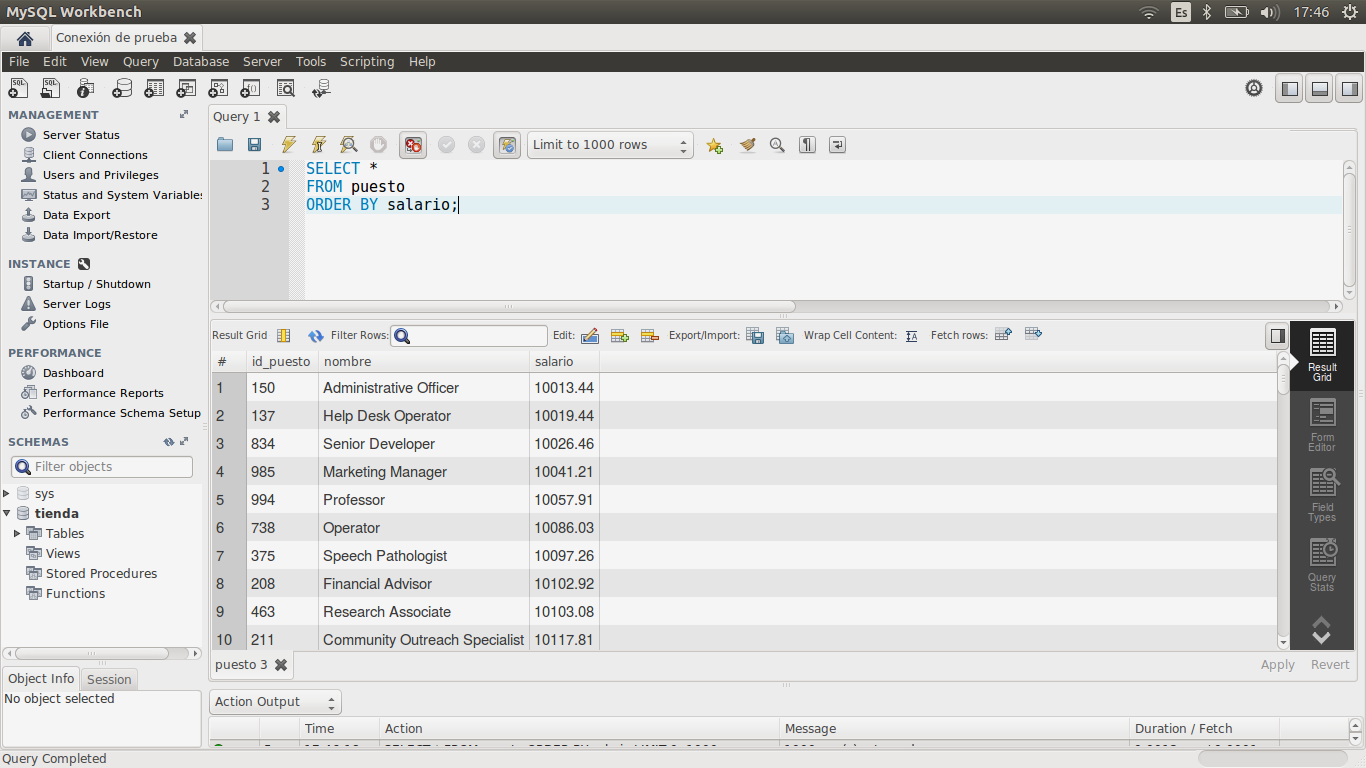 MySQL Workbench
Es
17:46
Conexión de prueba
File Edit View Query Database Server Tools Scripting Help
MANAGEMENT
Server Status
Client Connections
Users and Privileges
Status and System Variables
Data Export
Data Import/Restore
INSTANCE
Startup / Shutdown
Server Logs
Options File
PERFORMANCE
Dashboard
Performance Reports
Performance Schema Setup
SCHEMAS
Filter objects
sys
tienda
Tables
Views
Stored Procedures
Functions
Object Info Session
No object selected
Query 1
Limit to 1000 rows
1 SELECT *
2 FROM puesto
3 ORDER BY salario;
Result Grid Filter Rows: Edit: Export/Import: Wrap Cell Content: Fetch rows:
# id_puesto nombre salario
1 150 Administrative Officer 10013.44
2 137 Help Desk Operator 10019.44
3 834 Senior Developer 10026.46
4 985 Marketing Manager 10041.21
5 994 Professor 10057.91
6 738 Operator 10086.03
7 375 Speech Pathologist 10097.26
8 208 Financial Advisor 10102.92
9 463 Research Associate 10103.08
10 211 Community Outreach Specialist 10117.81
Result
Grid
Form
Editor
Field
Types
Query
Stats
puesto 3
Apply Revert
Action Output
Time Action Message Duration / Fetch
Query Completed